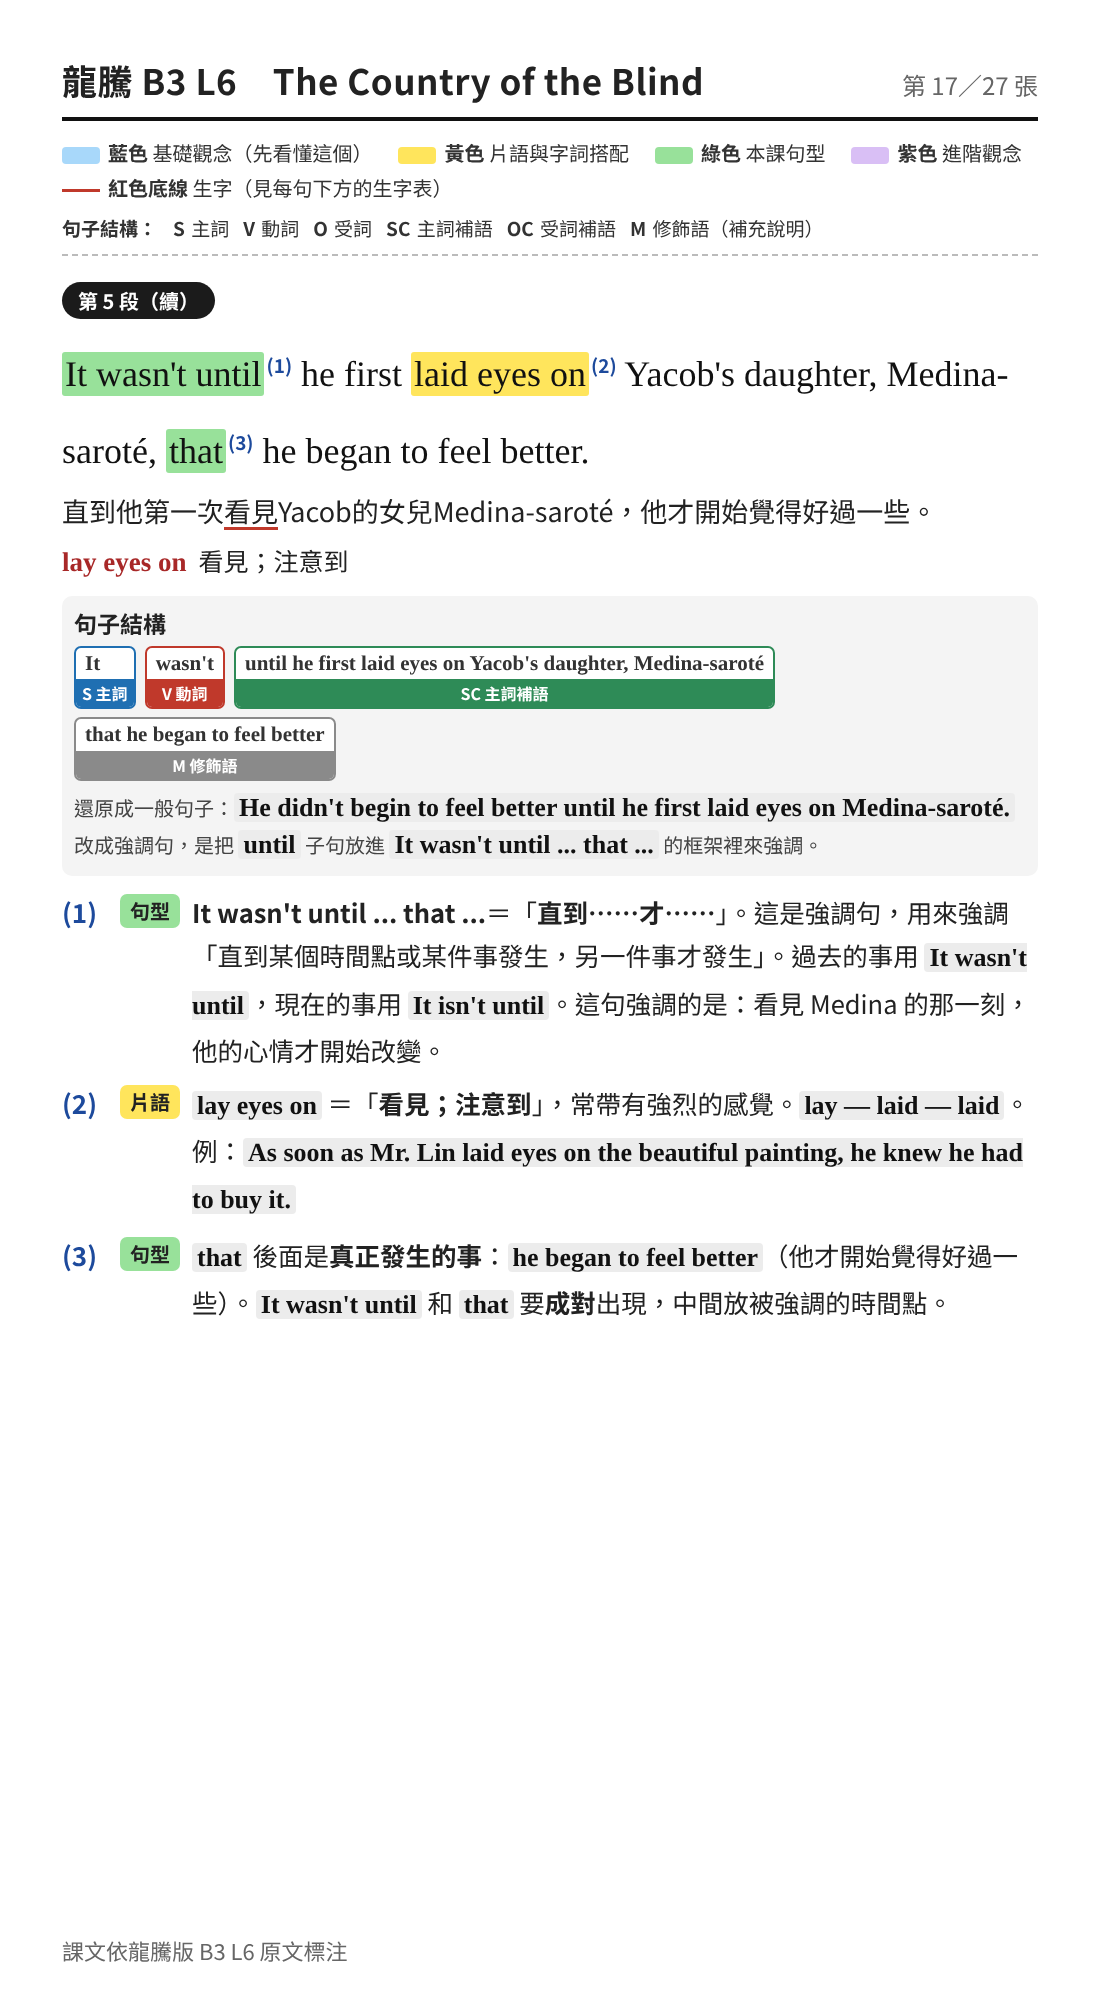 龍騰 B3 L6　The Country of the Blind
第 17／27 張
藍色 基礎觀念（先看懂這個） 黃色 片語與字詞搭配 綠色 本課句型 紫色 進階觀念
紅色底線 生字（見每句下方的生字表）
句子結構： S 主詞 V 動詞 O 受詞 SC 主詞補語 OC 受詞補語 M 修飾語（補充說明）
第 5 段（續）
It wasn't until(1) he first laid eyes on(2) Yacob's daughter, Medina-
saroté, that(3) he began to feel better.
直到他第一次看見Yacob的女兒Medina-saroté，他才開始覺得好過一些。
lay eyes on 看見；注意到
句子結構
It wasn't until he first laid eyes on Yacob's daughter, Medina-saroté
S 主詞 V 動詞 SC 主詞補語
that he began to feel better
M 修飾語
還原成一般句子： He didn't begin to feel better until he first laid eyes on Medina-saroté.
改成強調句，是把 until 子句放進 It wasn't until ... that ... 的框架裡來強調。
(1) 句型 It wasn't until ... that ...＝「直到⋯⋯才⋯⋯」。這是強調句，用來強調
「直到某個時間點或某件事發生，另一件事才發生」。過去的事用 It wasn't
until，現在的事用 It isn't until。這句強調的是：看見 Medina 的那一刻，
他的心情才開始改變。
(2) 片語 lay eyes on ＝「看見；注意到」，常帶有強烈的感覺。lay — laid — laid。
例：As soon as Mr. Lin laid eyes on the beautiful painting, he knew he had
to buy it.
(3) 句型 that 後面是真正發生的事：he began to feel better（他才開始覺得好過一
些）。It wasn't until 和 that 要成對出現，中間放被強調的時間點。
課文依龍騰版 B3 L6 原文標注